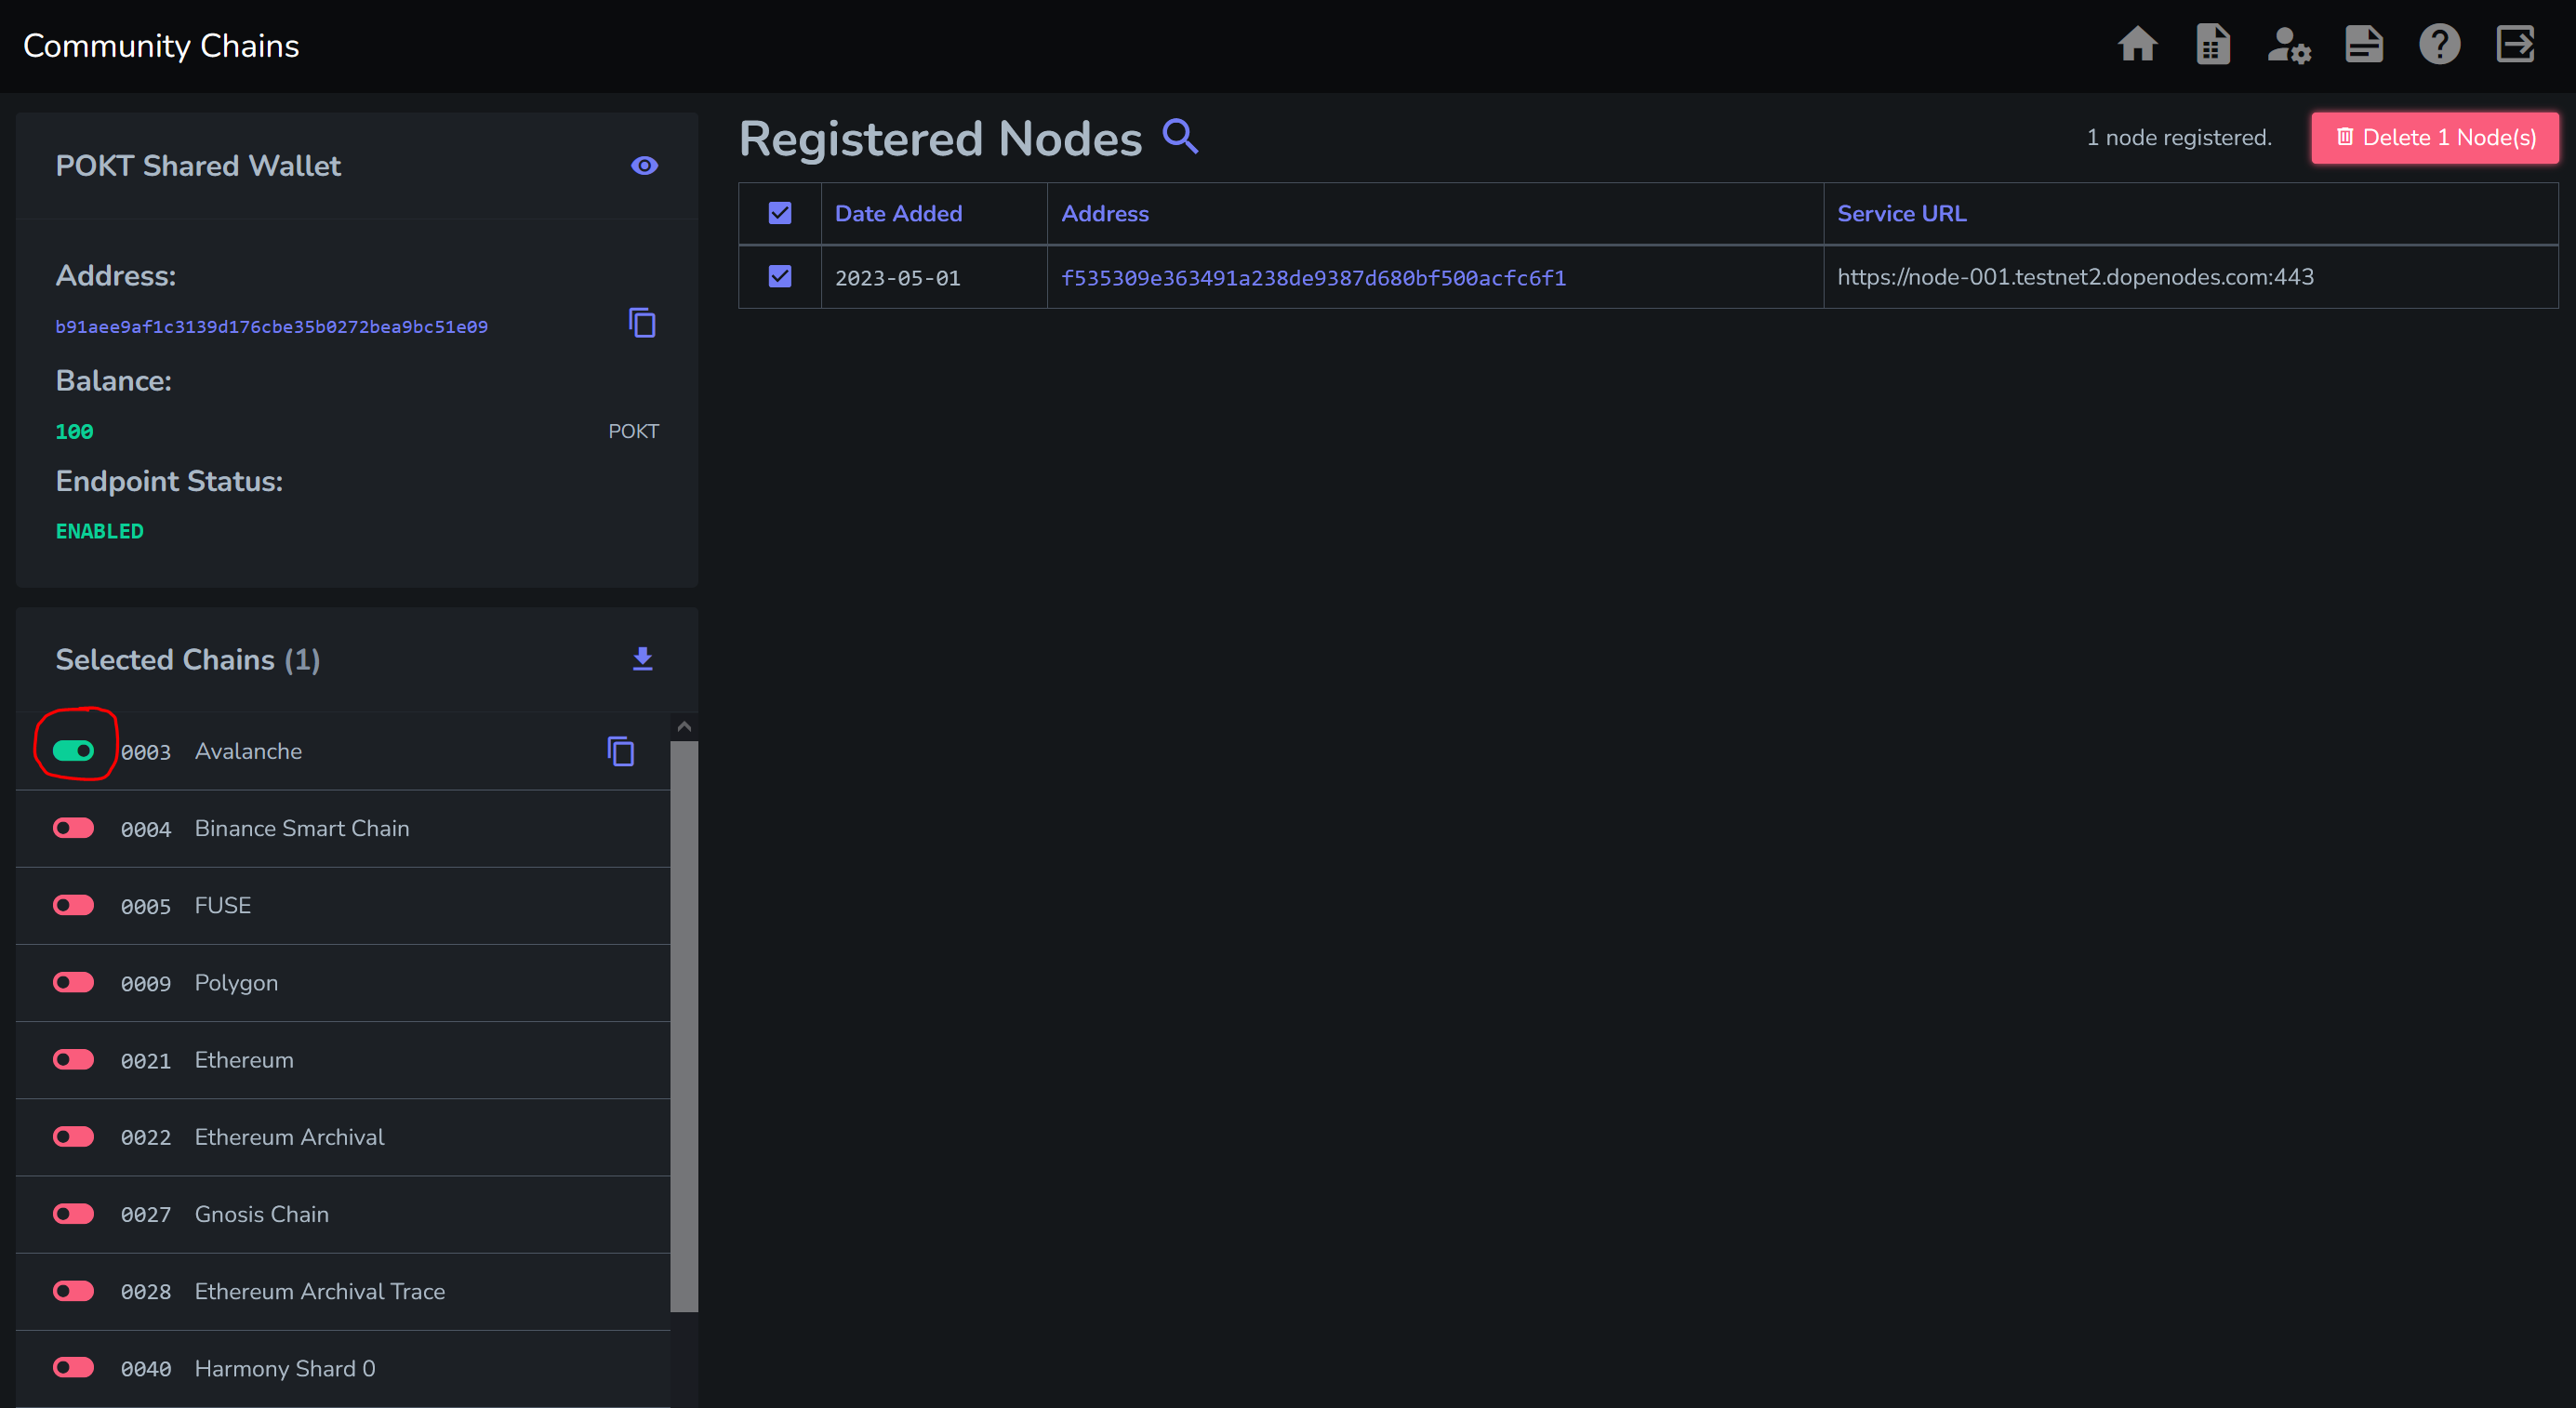 Community Chains
POKT Shared Wallet
Address:
b91aee9af1c3139d176cbe35b0272bea9bc51e09
Balance:
100 POKT
Endpoint Status:
ENABLED
Selected Chains (1)
0003 Avalanche
0004 Binance Smart Chain
0005 FUSE
0009 Polygon
0021 Ethereum
0022 Ethereum Archival
0027 Gnosis Chain
0028 Ethereum Archival Trace
0040 Harmony Shard 0
Registered Nodes
1 node registered.
Delete 1 Node(s)
Date Added Address Service URL
2023-05-01 f535309e363491a238de9387d680bf500acfc6f1 https://node-001.testnet2.dopenodes.com:443